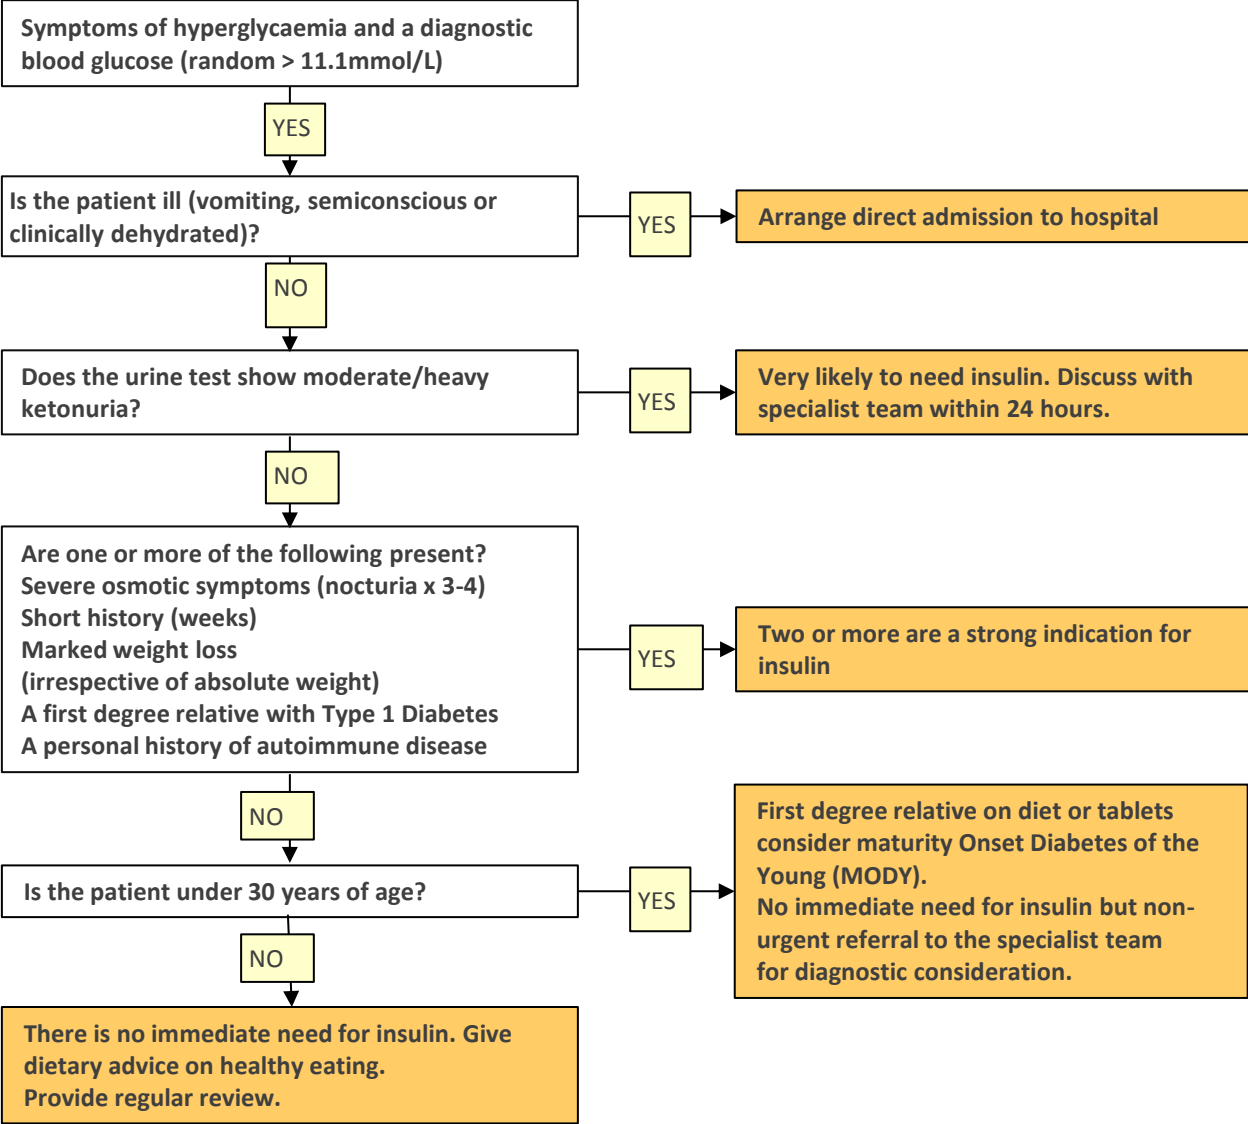 Symptoms of hyperglycaemia and a diagnostic
blood glucose (random > 11.1mmol/L)
YES
Is the patient ill (vomiting, semiconscious or
clinically dehydrated)?
YES
Arrange direct admission to hospital
NO
Does the urine test show moderate/heavy
ketonuria?
YES
Very likely to need insulin. Discuss with
specialist team within 24 hours.
NO
Are one or more of the following present?
Severe osmotic symptoms (nocturia x 3-4)
Short history (weeks)
Marked weight loss
(irrespective of absolute weight)
A first degree relative with Type 1 Diabetes
A personal history of autoimmune disease
YES
Two or more are a strong indication for
insulin
NO
Is the patient under 30 years of age?
YES
First degree relative on diet or tablets
consider maturity Onset Diabetes of the
Young (MODY).
No immediate need for insulin but non-
urgent referral to the specialist team
for diagnostic consideration.
NO
There is no immediate need for insulin. Give
dietary advice on healthy eating.
Provide regular review.